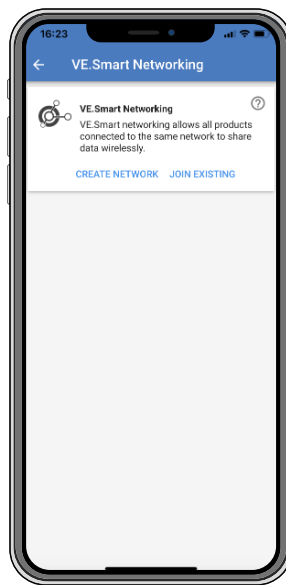 16:23
VE.Smart Networking
VE.Smart Networking
VE.Smart networking allows all products
connected to the same network to share
data wirelessly.
CREATE NETWORK JOIN EXISTING